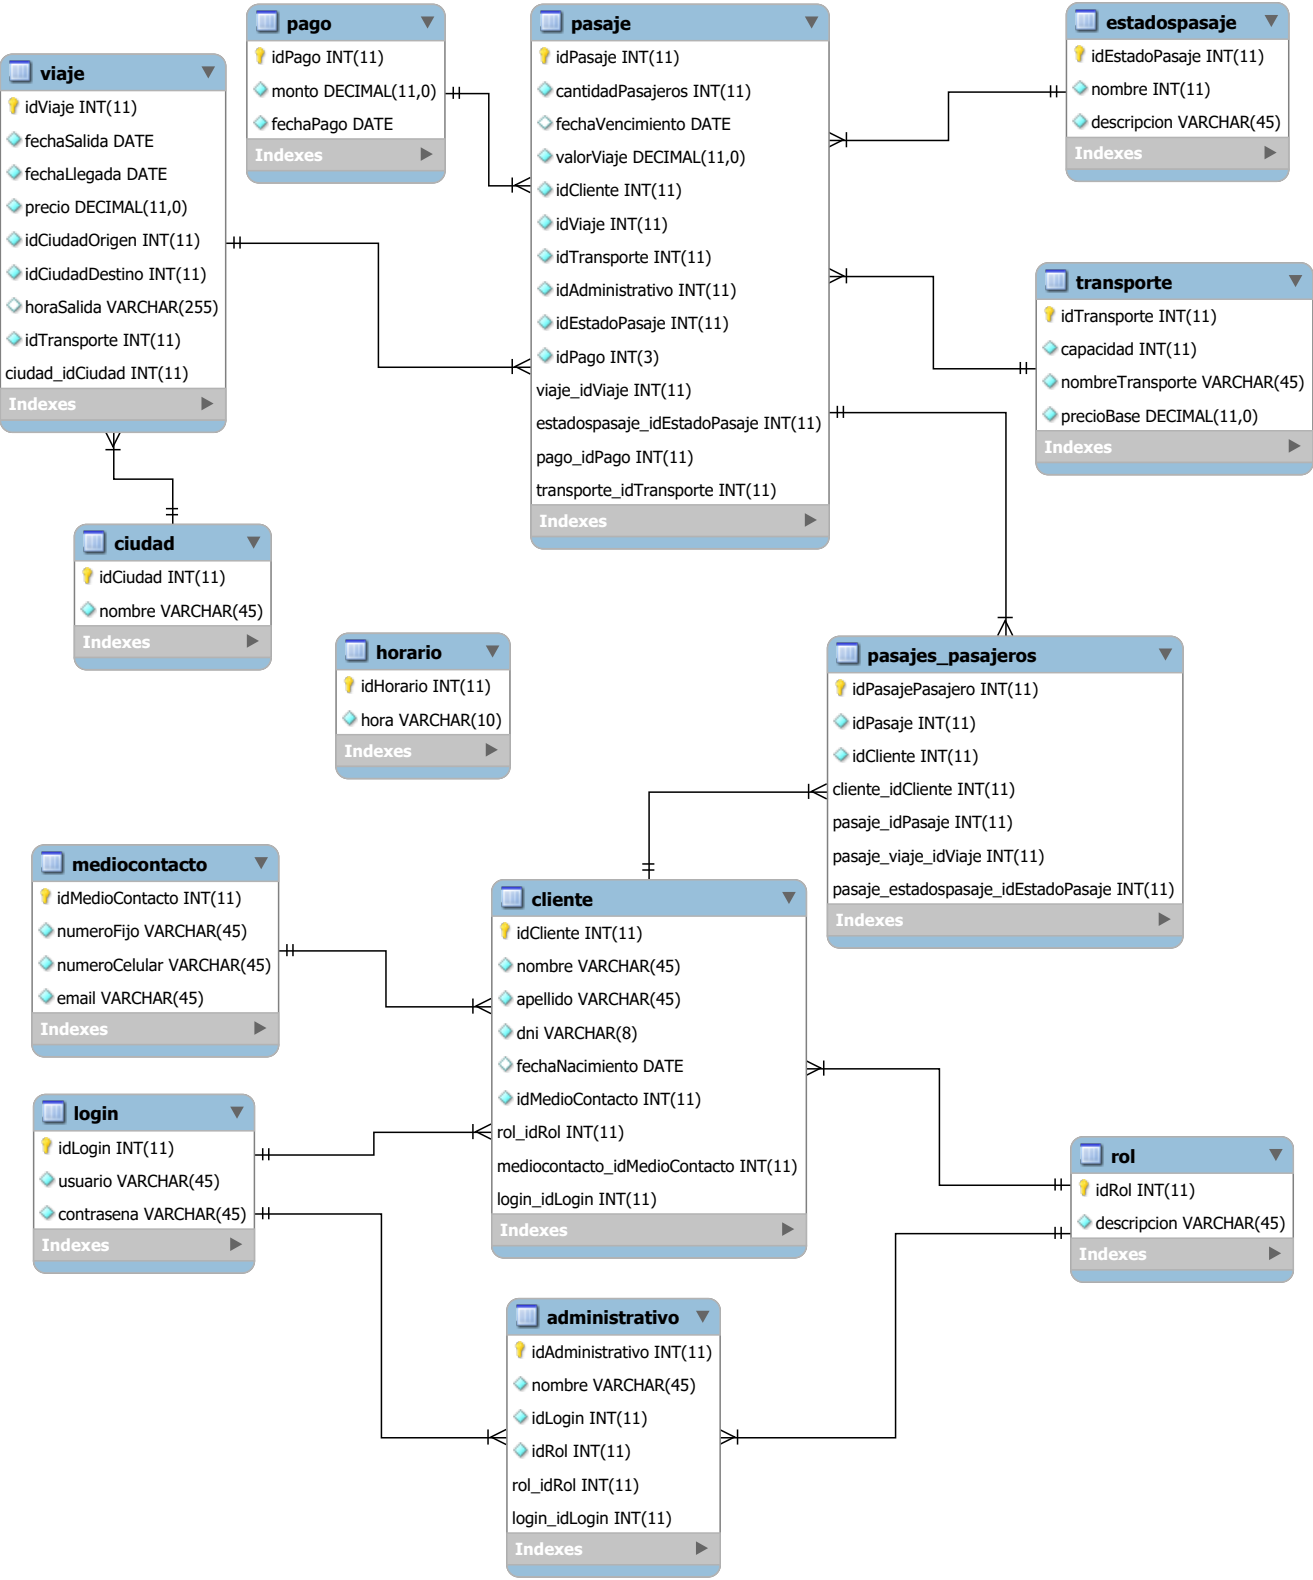 viaje
idViaje INT(11)
fechaSalida DATE
fechaLlegada DATE
precio DECIMAL(11,0)
idCiudadOrigen INT(11)
idCiudadDestino INT(11)
horaSalida VARCHAR(255)
idTransporte INT(11)
ciudad_idCiudad INT(11)
Indexes
pago
idPago INT(11)
monto DECIMAL(11,0)
fechaPago DATE
Indexes
pasaje
idPasaje INT(11)
cantidadPasajeros INT(11)
fechaVencimiento DATE
valorViaje DECIMAL(11,0)
idCliente INT(11)
idViaje INT(11)
idTransporte INT(11)
idAdministrativo INT(11)
idEstadoPasaje INT(11)
idPago INT(3)
viaje_idViaje INT(11)
estadospasaje_idEstadoPasaje INT(11)
pago_idPago INT(11)
transporte_idTransporte INT(11)
Indexes
estadospasaje
idEstadoPasaje INT(11)
nombre INT(11)
descripcion VARCHAR(45)
Indexes
transporte
idTransporte INT(11)
capacidad INT(11)
nombreTransporte VARCHAR(45)
precioBase DECIMAL(11,0)
Indexes
ciudad
idCiudad INT(11)
nombre VARCHAR(45)
Indexes
horario
idHorario INT(11)
hora VARCHAR(10)
Indexes
pasajes_pasajeros
idPasajePasajero INT(11)
idPasaje INT(11)
idCliente INT(11)
cliente_idCliente INT(11)
pasaje_idPasaje INT(11)
pasaje_viaje_idViaje INT(11)
pasaje_estadospasaje_idEstadoPasaje INT(11)
Indexes
mediocontacto
idMedioContacto INT(11)
numeroFijo VARCHAR(45)
numeroCelular VARCHAR(45)
email VARCHAR(45)
Indexes
cliente
idCliente INT(11)
nombre VARCHAR(45)
apellido VARCHAR(45)
dni VARCHAR(8)
fechaNacimiento DATE
idMedioContacto INT(11)
rol_idRol INT(11)
mediocontacto_idMedioContacto INT(11)
login_idLogin INT(11)
Indexes
login
idLogin INT(11)
usuario VARCHAR(45)
contrasena VARCHAR(45)
Indexes
rol
idRol INT(11)
descripcion VARCHAR(45)
Indexes
administrativo
idAdministrativo INT(11)
nombre VARCHAR(45)
idLogin INT(11)
idRol INT(11)
rol_idRol INT(11)
login_idLogin INT(11)
Indexes